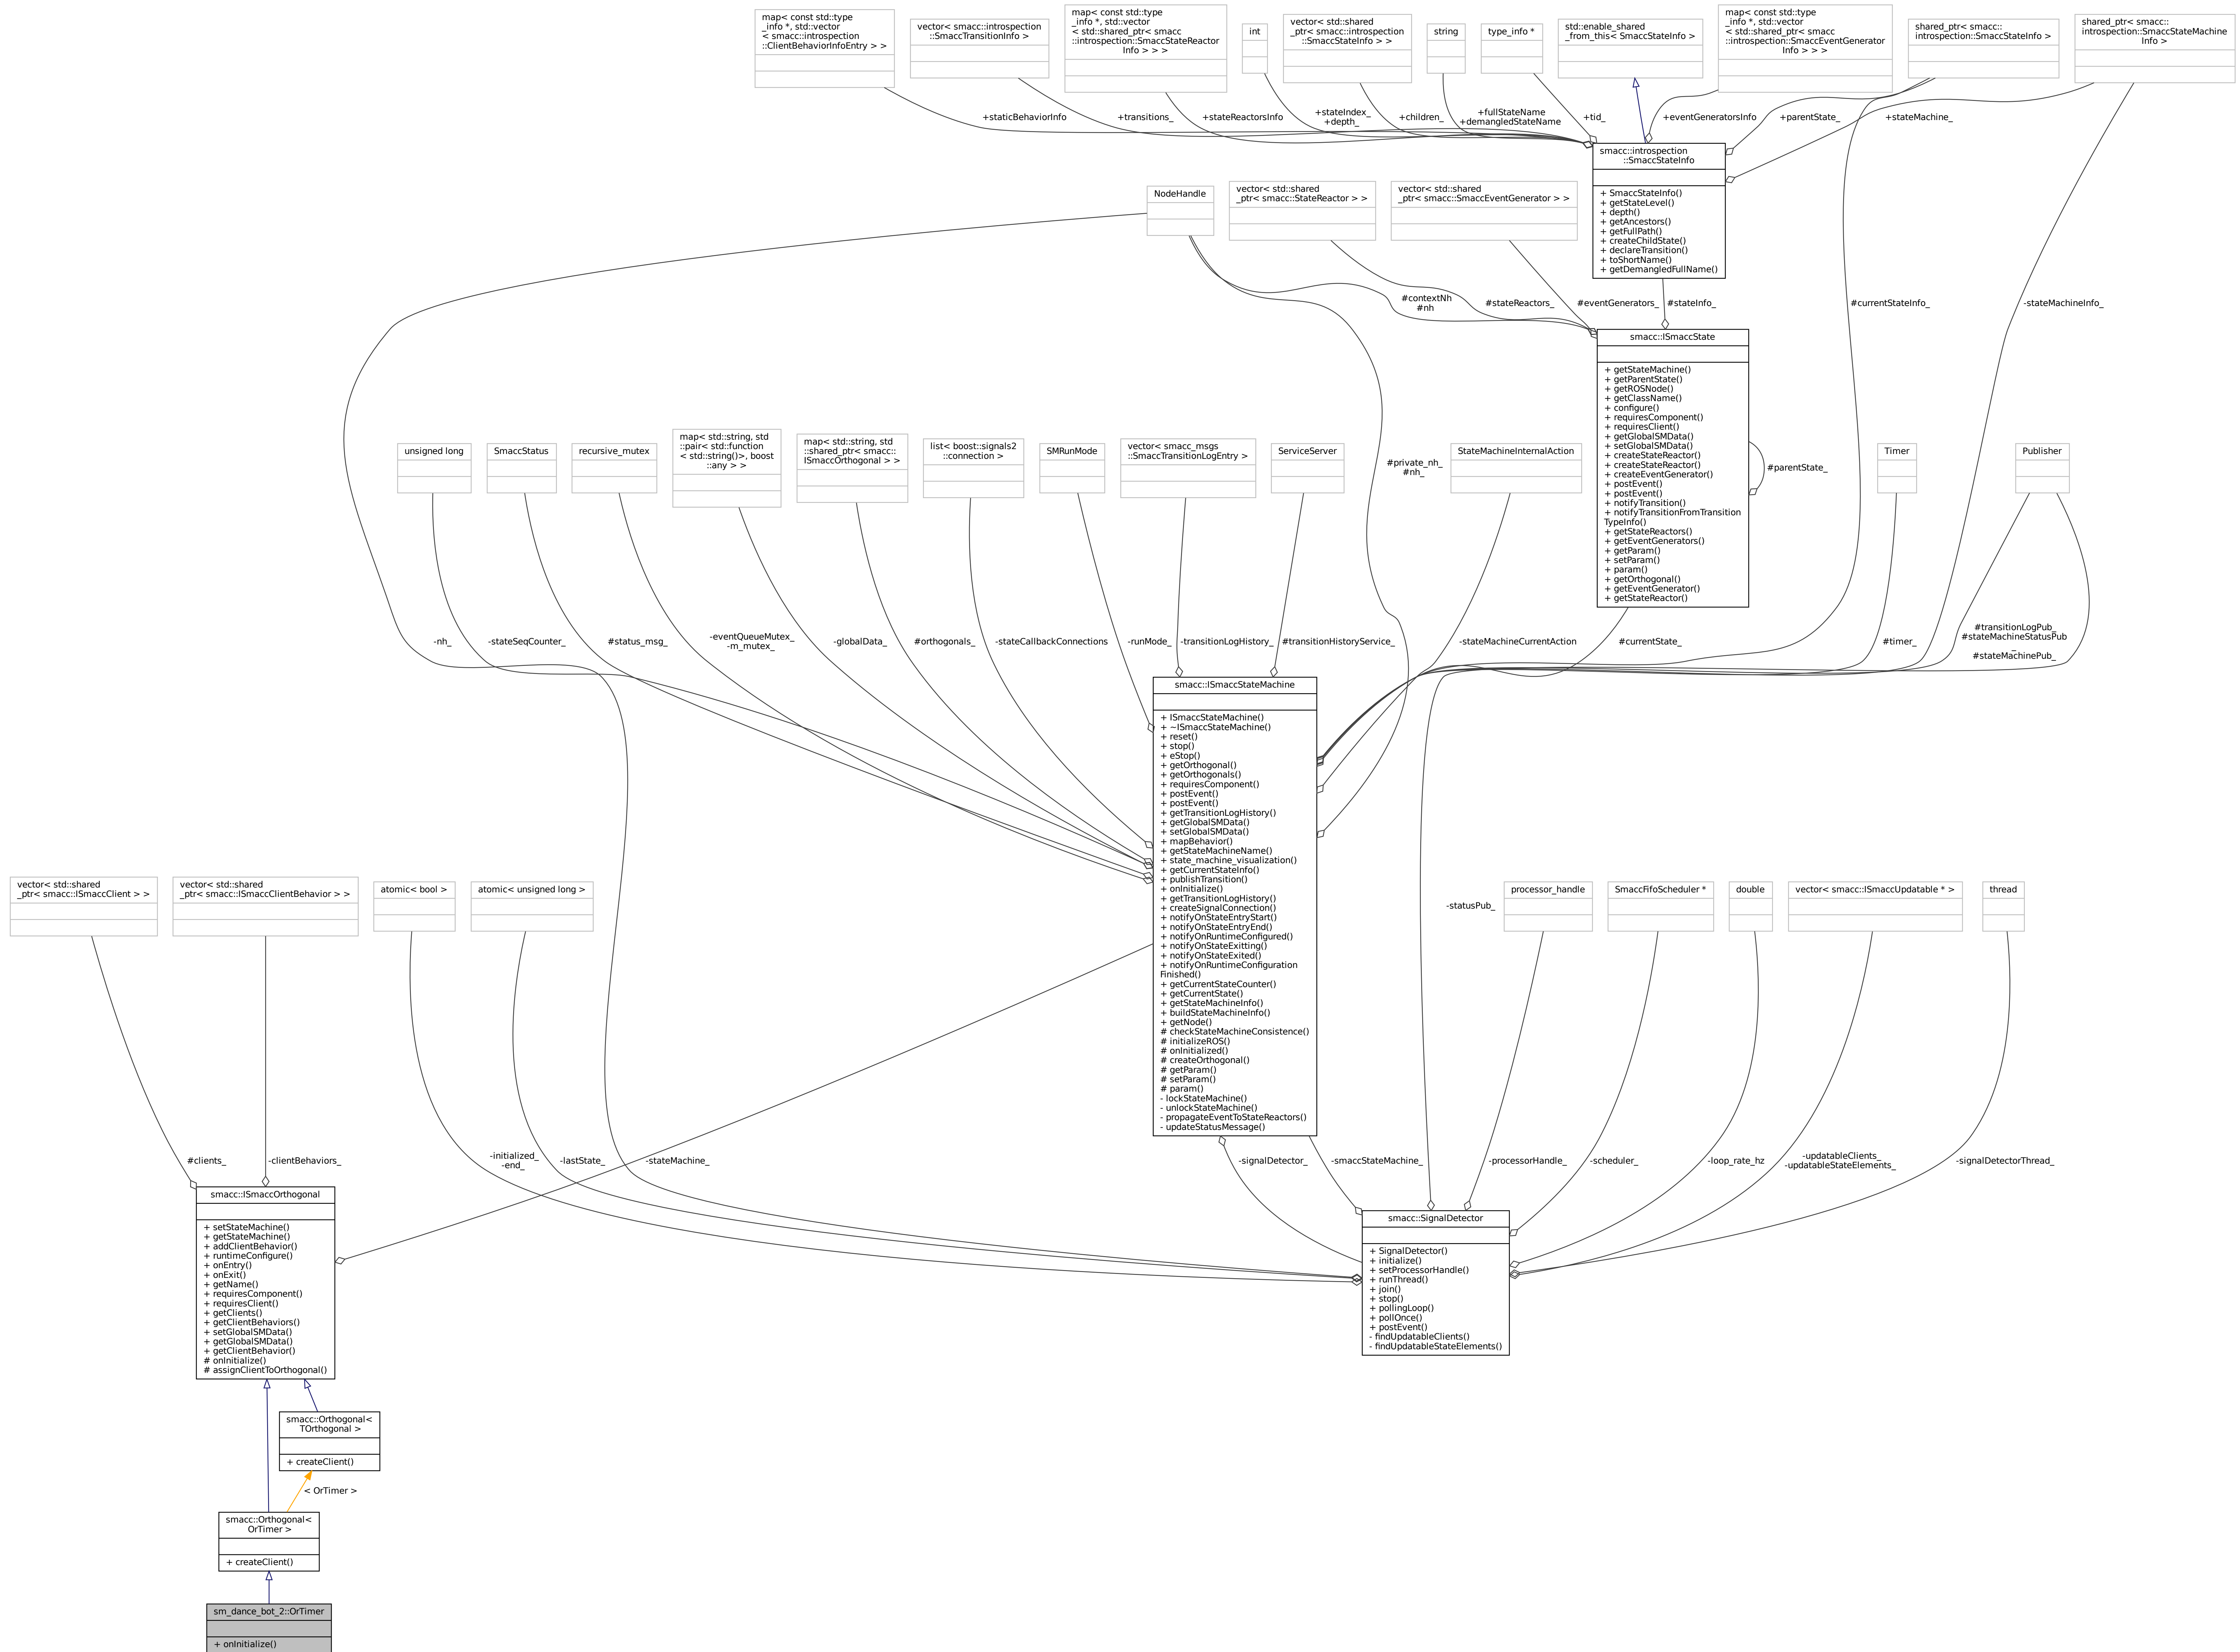 map< const std::type
_info *, std::vector
< smacc::introspection
::ClientBehaviorInfoEntry > >
vector< smacc::introspection
::SmaccTransitionInfo >
map< const std::type
_info *, std::vector
< std::shared_ptr< smacc
::introspection::SmaccStateReactor
Info > > >
int
vector< std::shared
_ptr< smacc::introspection
::SmaccStateInfo > >
string
type_info *
std::enable_shared
_from_this< SmaccStateInfo >
map< const std::type
_info *, std::vector
< std::shared_ptr< smacc
::introspection::SmaccEventGenerator
Info > > >
shared_ptr< smacc::
introspection::SmaccStateInfo >
shared_ptr< smacc::
introspection::SmaccStateMachine
Info >
+staticBehaviorInfo
+transitions_
+stateReactorsInfo
+stateIndex_
+depth_
+children_
+fullStateName
+demangledStateName
+tid_
+eventGeneratorsInfo
+parentState_
+stateMachine_
smacc::introspection
::SmaccStateInfo
+ SmaccStateInfo()
+ getStateLevel()
+ depth()
+ getAncestors()
+ getFullPath()
+ createChildState()
+ declareTransition()
+ toShortName()
+ getDemangledFullName()
NodeHandle
vector< std::shared
_ptr< smacc::StateReactor > >
vector< std::shared
_ptr< smacc::SmaccEventGenerator > >
#contextNh
#nh
#stateReactors_
#eventGenerators_
#stateInfo_
#currentStateInfo_
-stateMachineInfo_
smacc::ISmaccState
+ getStateMachine()
+ getParentState()
+ getROSNode()
+ getClassName()
+ configure()
+ requiresComponent()
+ requiresClient()
+ getGlobalSMData()
+ setGlobalSMData()
+ createStateReactor()
+ createStateReactor()
+ createEventGenerator()
+ postEvent()
+ postEvent()
+ notifyTransition()
+ notifyTransitionFromTransition
TypeInfo()
+ getStateReactors()
+ getEventGenerators()
+ getParam()
+ setParam()
+ param()
+ getOrthogonal()
+ getEventGenerator()
+ getStateReactor()
#parentState_
unsigned long
SmaccStatus
recursive_mutex
map< std::string, std
::pair< std::function
< std::string()>, boost
::any > >
map< std::string, std
::shared_ptr< smacc::
ISmaccOrthogonal > >
list< boost::signals2
::connection >
SMRunMode
vector< smacc_msgs
::SmaccTransitionLogEntry >
ServiceServer
#private_nh_
#nh_
StateMachineInternalAction
Timer
Publisher
-nh_
-stateSeqCounter_
#status_msg_
-eventQueueMutex_
-m_mutex_
-globalData_
#orthogonals_
-stateCallbackConnections
-runMode_
-transitionLogHistory_
#transitionHistoryService_
-stateMachineCurrentAction
#currentState_
#timer_
#transitionLogPub_
#stateMachineStatusPub
_
#stateMachinePub_
smacc::ISmaccStateMachine
+ ISmaccStateMachine()
+ ~ISmaccStateMachine()
+ reset()
+ stop()
+ eStop()
+ getOrthogonal()
+ getOrthogonals()
+ requiresComponent()
+ postEvent()
+ postEvent()
+ getTransitionLogHistory()
+ getGlobalSMData()
+ setGlobalSMData()
+ mapBehavior()
+ getStateMachineName()
+ state_machine_visualization()
+ getCurrentStateInfo()
+ publishTransition()
+ onInitialize()
+ getTransitionLogHistory()
+ createSignalConnection()
+ notifyOnStateEntryStart()
+ notifyOnStateEntryEnd()
+ notifyOnRuntimeConfigured()
+ notifyOnStateExitting()
+ notifyOnStateExited()
+ notifyOnRuntimeConfiguration
Finished()
+ getCurrentStateCounter()
+ getCurrentState()
+ getStateMachineInfo()
+ buildStateMachineInfo()
+ getNode()
# checkStateMachineConsistence()
# initializeROS()
# onInitialized()
# createOrthogonal()
# getParam()
# setParam()
# param()
- lockStateMachine()
- unlockStateMachine()
- propagateEventToStateReactors()
- updateStatusMessage()
vector< std::shared
_ptr< smacc::ISmaccClient > >
vector< std::shared
_ptr< smacc::ISmaccClientBehavior > >
atomic< bool >
atomic< unsigned long >
-statusPub_
processor_handle
SmaccFifoScheduler *
double
vector< smacc::ISmaccUpdatable * >
thread
#clients_
-clientBehaviors_
-initialized_
-end_
-lastState_
-stateMachine_
-signalDetector_
-smaccStateMachine_
-processorHandle_
-scheduler_
-loop_rate_hz
-updatableClients_
-updatableStateElements_
-signalDetectorThread_
smacc::ISmaccOrthogonal
+ setStateMachine()
+ getStateMachine()
+ addClientBehavior()
+ runtimeConfigure()
+ onEntry()
+ onExit()
+ getName()
+ requiresComponent()
+ requiresClient()
+ getClients()
+ getClientBehaviors()
+ setGlobalSMData()
+ getGlobalSMData()
+ getClientBehavior()
# onInitialize()
# assignClientToOrthogonal()
smacc::SignalDetector
+ SignalDetector()
+ initialize()
+ setProcessorHandle()
+ runThread()
+ join()
+ stop()
+ pollingLoop()
+ pollOnce()
+ postEvent()
- findUpdatableClients()
- findUpdatableStateElements()
smacc::Orthogonal<
TOrthogonal >
+ createClient()
< OrTimer >
smacc::Orthogonal<
OrTimer >
+ createClient()
sm_dance_bot_2::OrTimer
+ onInitialize()